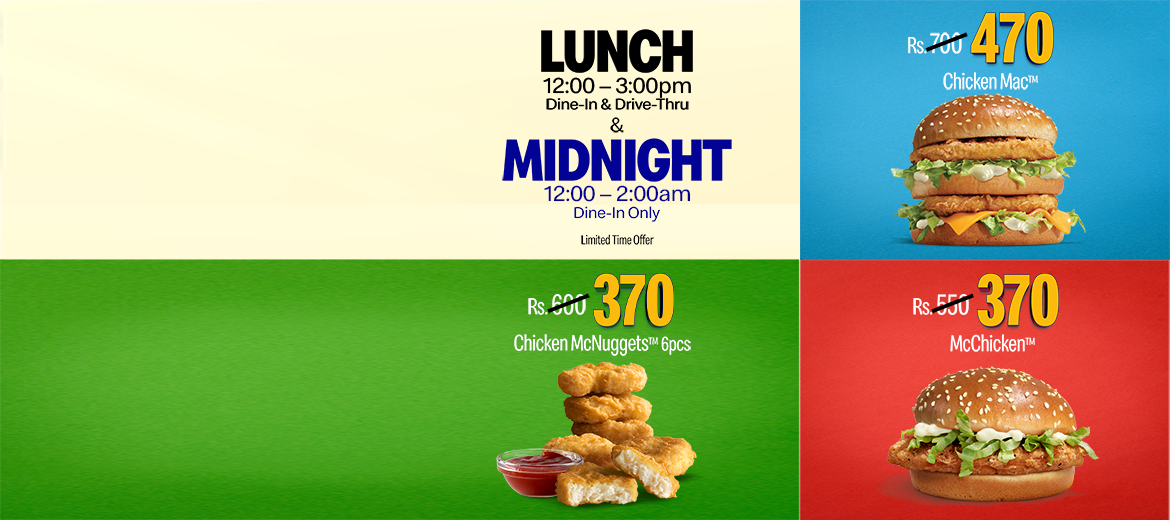 LUNCH
12:00 – 3:00pm
Dine-In & Drive-Thru
&
MIDNIGHT
12:00 – 2:00am
Dine-In Only
Limited Time Offer
Rs. 700 470
Chicken Mac™
Rs. 600 370
Chicken McNuggets™ 6pcs
Rs. 550 370
McChicken™